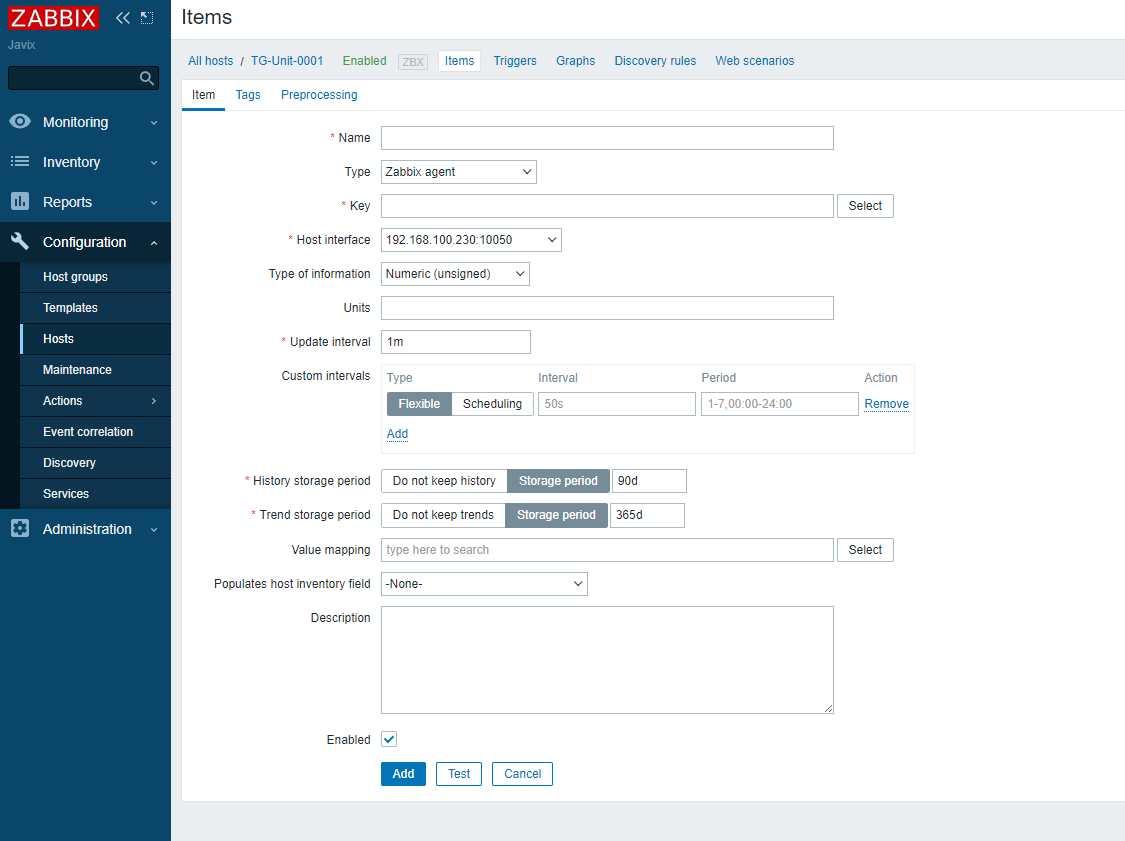 ZABBIX
Javix
Monitoring
Inventory
Reports
Configuration
Host groups
Templates
Hosts
Maintenance
Actions
Event correlation
Discovery
Services
Administration
Items
All hosts / TG-Unit-0001 Enabled ZBX Items Triggers Graphs Discovery rules Web scenarios
Item Tags Preprocessing
* Name
Type Zabbix agent
* Key Select
* Host interface 192.168.100.230:10050
Type of information Numeric (unsigned)
Units
* Update interval 1m
Custom intervals Type Interval Period Action
Flexible Scheduling 50s 1-7,00:00-24:00 Remove
Add
* History storage period Do not keep history Storage period 90d
* Trend storage period Do not keep trends Storage period 365d
Value mapping type here to search Select
Populates host inventory field -None-
Description
Enabled
Add Test Cancel